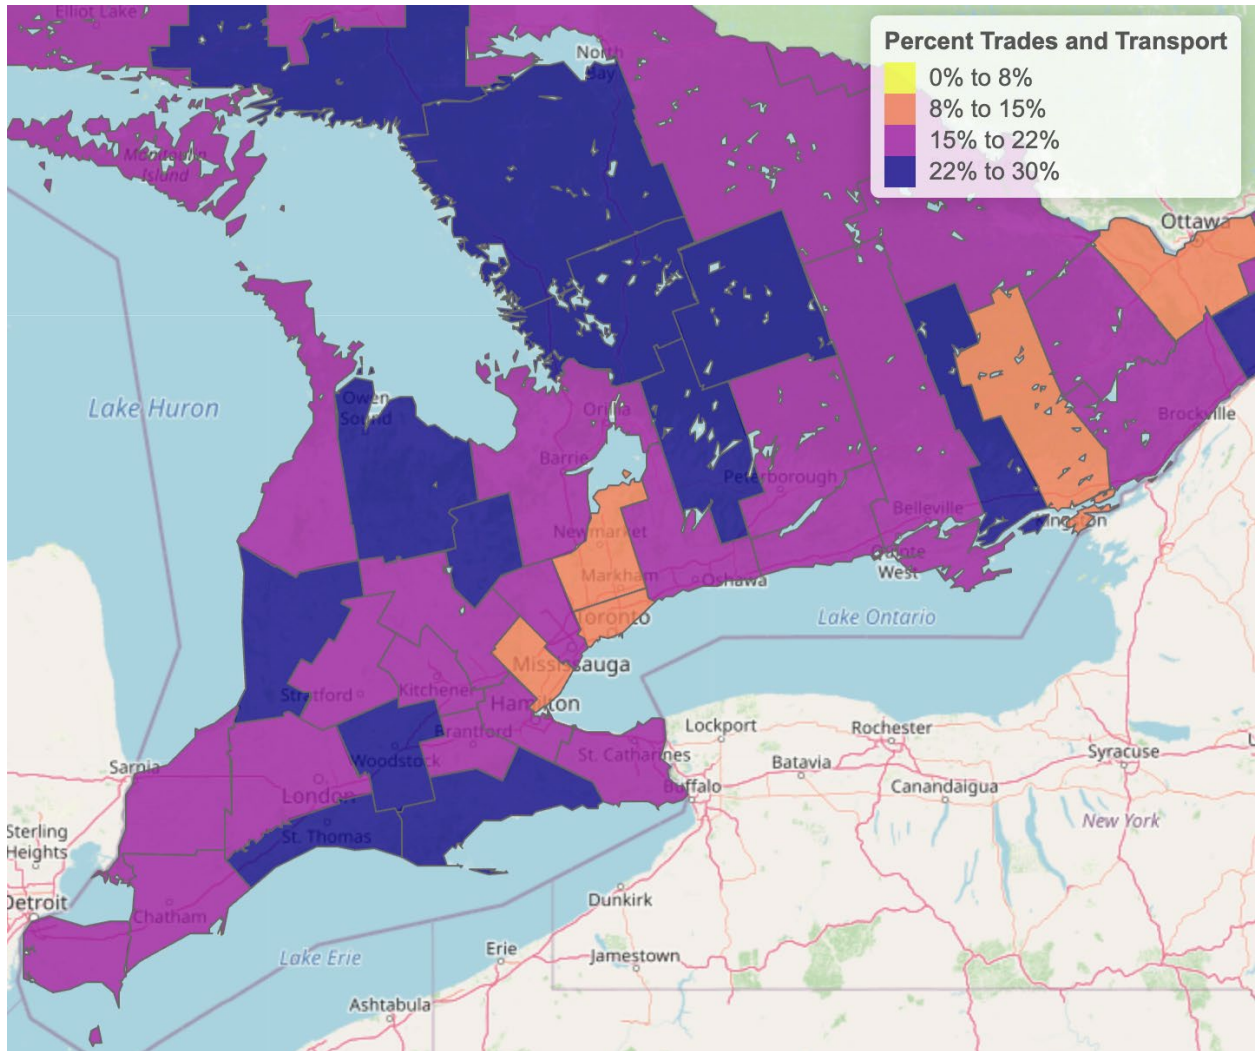 Elliot Lake
North
Bay
Percent Trades and Transport
0% to 8%
8% to 15%
15% to 22%
22% to 30%
Manitoulin
Island
Ottawa
Lake Huron
Owen
Sound
Orillia
Brockville
Barrie
Peterborough
Belleville
Kingston
Newmarket
Quinte
West
Markham
Oshawa
Toronto
Lake Ontario
Mississauga
Stratford
Kitchener
Hamilton
Brantford
St. Catharines
Lockport
Rochester
Syracuse
Woodstock
Batavia
Sarnia
Buffalo
Canandaigua
London
St. Thomas
New York
Sterling
Heights
Detroit
Chatham
Dunkirk
Lake Erie
Erie
Jamestown
Ashtabula